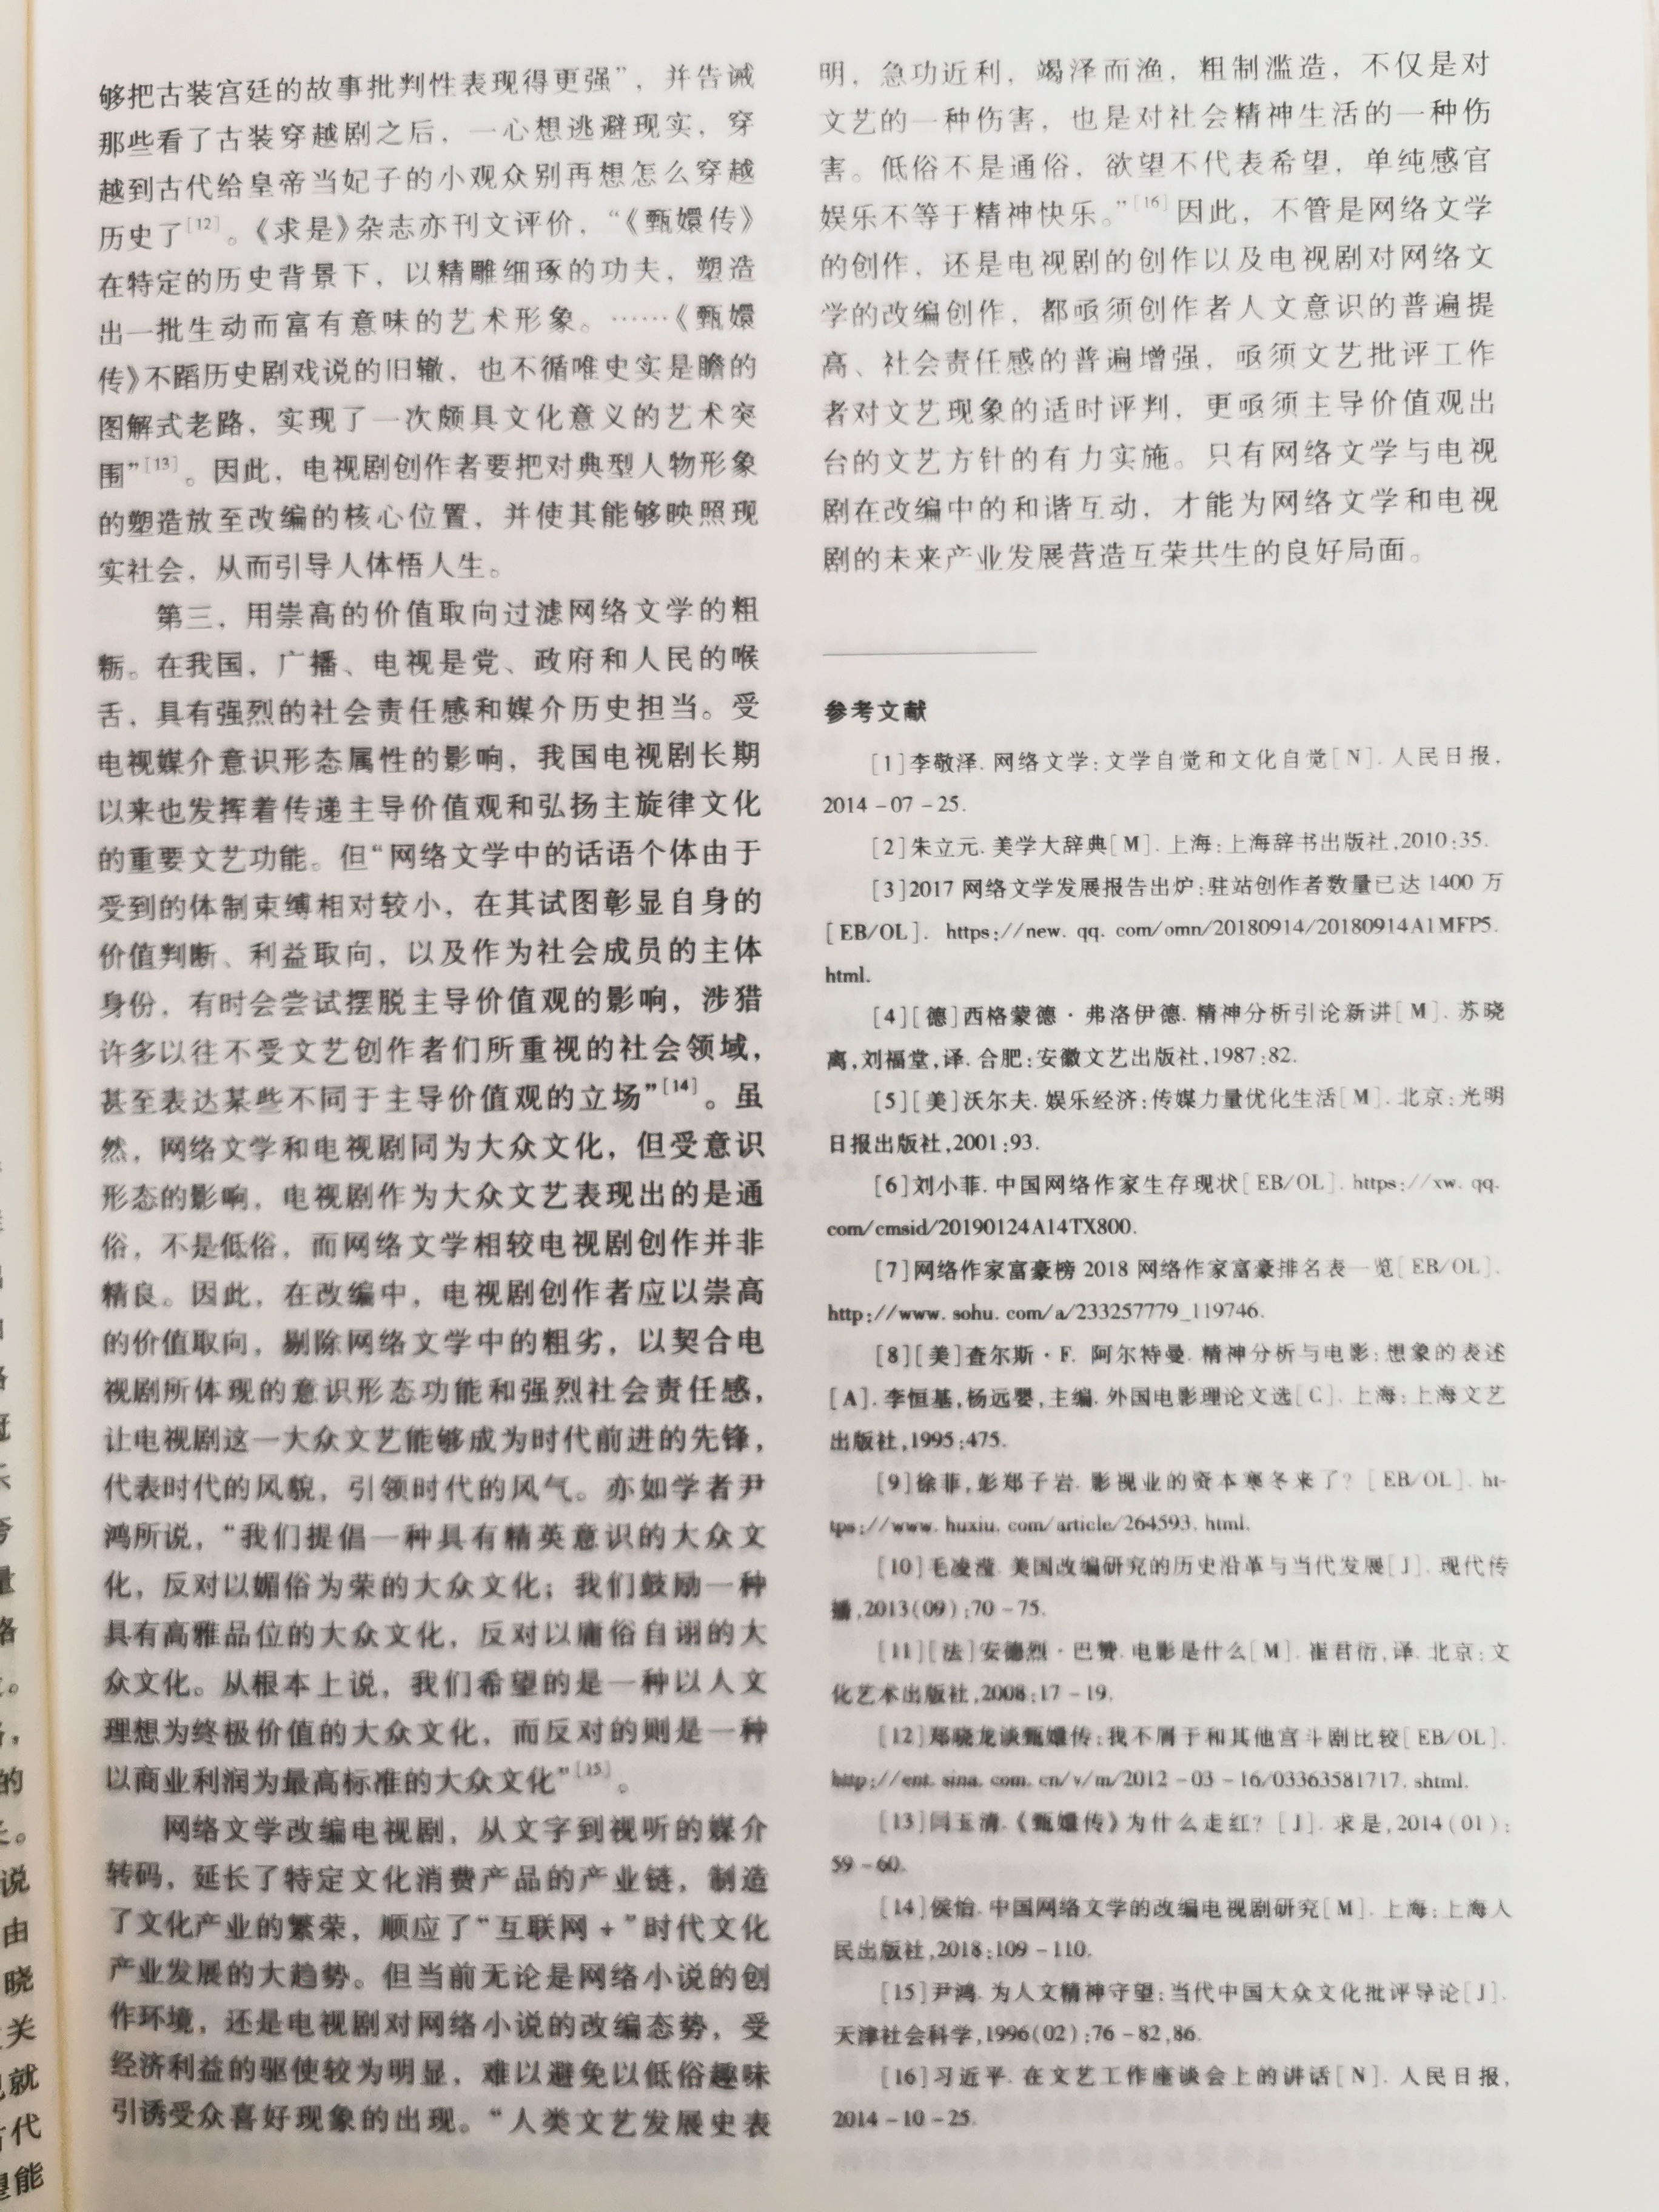 够把古装宫廷的故事批判性表现得更强”，并告诫
那些看了古装穿越剧之后，一心想逃避现实，穿
越到古代给皇帝当妃子的小观众别再想怎么穿越
历史了[12]。《求是》杂志亦刊文评价，“《甄嬛传》
在特定的历史背景下，以精雕细琢的功夫，塑造
出一批生动而富有意味的艺术形象。……《甄嬛
传》不蹈历史剧戏说的旧辙，也不循唯史实是瞻的
图解式老路，实现了一次颇具文化意义的艺术突
围”[13]。因此，电视剧创作者要把对典型人物形象
的塑造放至改编的核心位置，并使其能够映照现
实社会，从而引导人体悟人生。
第三，用崇高的价值取向过滤网络文学的粗
粝。在我国，广播、电视是党、政府和人民的喉
舌，具有强烈的社会责任感和媒介历史担当。受
电视媒介意识形态属性的影响，我国电视剧长期
以来也发挥着传递主导价值观和弘扬主旋律文化
的重要文艺功能。但“网络文学中的话语个体由于
受到的体制束缚相对较小，在其试图彰显自身的
价值判断、利益取向，以及作为社会成员的主体
身份，有时会尝试摆脱主导价值观的影响，涉猎
许多以往不受文艺创作者们所重视的社会领域，
甚至表达某些不同于主导价值观的立场”[14]。虽
然，网络文学和电视剧同为大众文化，但受意识
形态的影响，电视剧作为大众文艺表现出的是通
俗，不是低俗，而网络文学相较电视剧创作并非
精良。因此，在改编中，电视剧创作者应以崇高
的价值取向，剔除网络文学中的粗劣，以契合电
视剧所体现的意识形态功能和强烈社会责任感，
让电视剧这一大众文艺能够成为时代前进的先锋，
代表时代的风貌，引领时代的风气。亦如学者尹
鸿所说，“我们提倡一种具有精英意识的大众文
化，反对以媚俗为荣的大众文化；我们鼓励一种
具有高雅品位的大众文化，反对以庸俗自诩的大
众文化。从根本上说，我们希望的是一种以人文
理想为终极价值的大众文化，而反对的则是一种
以商业利润为最高标准的大众文化”[15]。
网络文学改编电视剧，从文字到视听的媒介
转码，延长了特定文化消费产品的产业链，制造
了文化产业的繁荣，顺应了“互联网+”时代文化
产业发展的大趋势。但当前无论是网络小说的创
作环境，还是电视剧对网络小说的改编态势，受
经济利益的驱使较为明显，难以避免以低俗趣味
引诱受众喜好现象的出现。“人类文艺发展史表
明，急功近利，竭泽而渔，粗制滥造，不仅是对
文艺的一种伤害，也是对社会精神生活的一种伤
害。低俗不是通俗，欲望不代表希望，单纯感官
娱乐不等于精神快乐。”[16]因此，不管是网络文学
的创作，还是电视剧的创作以及电视剧对网络文
学的改编创作，都亟须创作者人文意识的普遍提
高、社会责任感的普遍增强，亟须文艺批评工作
者对文艺现象的适时评判，更亟须主导价值观出
台的文艺方针的有力实施。只有网络文学与电视
剧在改编中的和谐互动，才能为网络文学和电视
剧的未来产业发展营造互荣共生的良好局面。
参考文献
[1]李敬泽.网络文学:文学自觉和文化自觉[N].人民日报,
2014-07-25.
[2]朱立元.美学大辞典[M].上海:上海辞书出版社,2010:35.
[3]2017网络文学发展报告出炉:驻站创作者数量已达1400万
[EB/OL]. https://new. qq. com/omn/20180914/20180914A1MFP5.
html.
[4][德]西格蒙德·弗洛伊德.精神分析引论新讲[M].苏晓
离,刘福堂,译.合肥:安徽文艺出版社,1987:82.
[5][美]沃尔夫.娱乐经济:传媒力量优化生活[M].北京:光明
日报出版社,2001:93.
[6]刘小菲.中国网络作家生存现状[EB/OL]. https://xw. qq.
com/cmsid/20190124A14TX800.
[7]网络作家富豪榜2018网络作家富豪排名表一览[EB/OL].
http://www. sohu. com/a/233257779_119746.
[8][美]查尔斯·F.阿尔特曼.精神分析与电影:想象的表述
[A].李恒基,杨远婴,主编.外国电影理论文选[C].上海:上海文艺
出版社,1995:475.
[9]徐菲,彭郑子岩.影视业的资本寒冬来了?[EB/OL]. ht-
tps://www. huxiu. com/article/264593. html.
[10]毛凌滢.美国改编研究的历史沿革与当代发展[J].现代传
播,2013(09):70-75.
[11][法]安德烈·巴赞.电影是什么[M].崔君衍,译.北京:文
化艺术出版社,2008:17-19.
[12]郑晓龙谈甄嬛传:我不屑于和其他宫斗剧比较[EB/OL].
http://ent. sina. com. cn/v/m/2012-03-16/03363581717. shtml.
[13]闫玉清.《甄嬛传》为什么走红?[J].求是,2014(01):
59-60.
[14]侯怡.中国网络文学的改编电视剧研究[M].上海:上海人
民出版社,2018:109-110.
[15]尹鸿.为人文精神守望:当代中国大众文化批评导论[J].
天津社会科学,1996(02):76-82,86.
[16]习近平.在文艺工作座谈会上的讲话[N].人民日报,
2014-10-25.